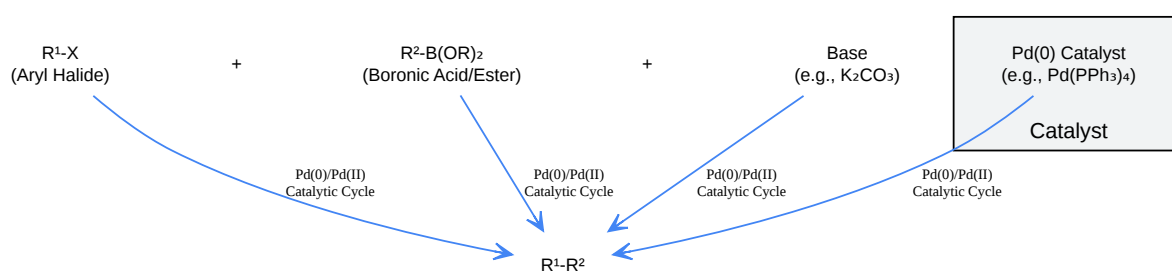 R¹-X
(Aryl Halide)
+
R²-B(OR)₂
(Boronic Acid/Ester)
+
Base
(e.g., K₂CO₃)
Pd(0) Catalyst
(e.g., Pd(PPh₃)₄)
Catalyst
Pd(0)/Pd(II)
Catalytic Cycle
Pd(0)/Pd(II)
Catalytic Cycle
Pd(0)/Pd(II)
Catalytic Cycle
Pd(0)/Pd(II)
Catalytic Cycle
R¹-R²